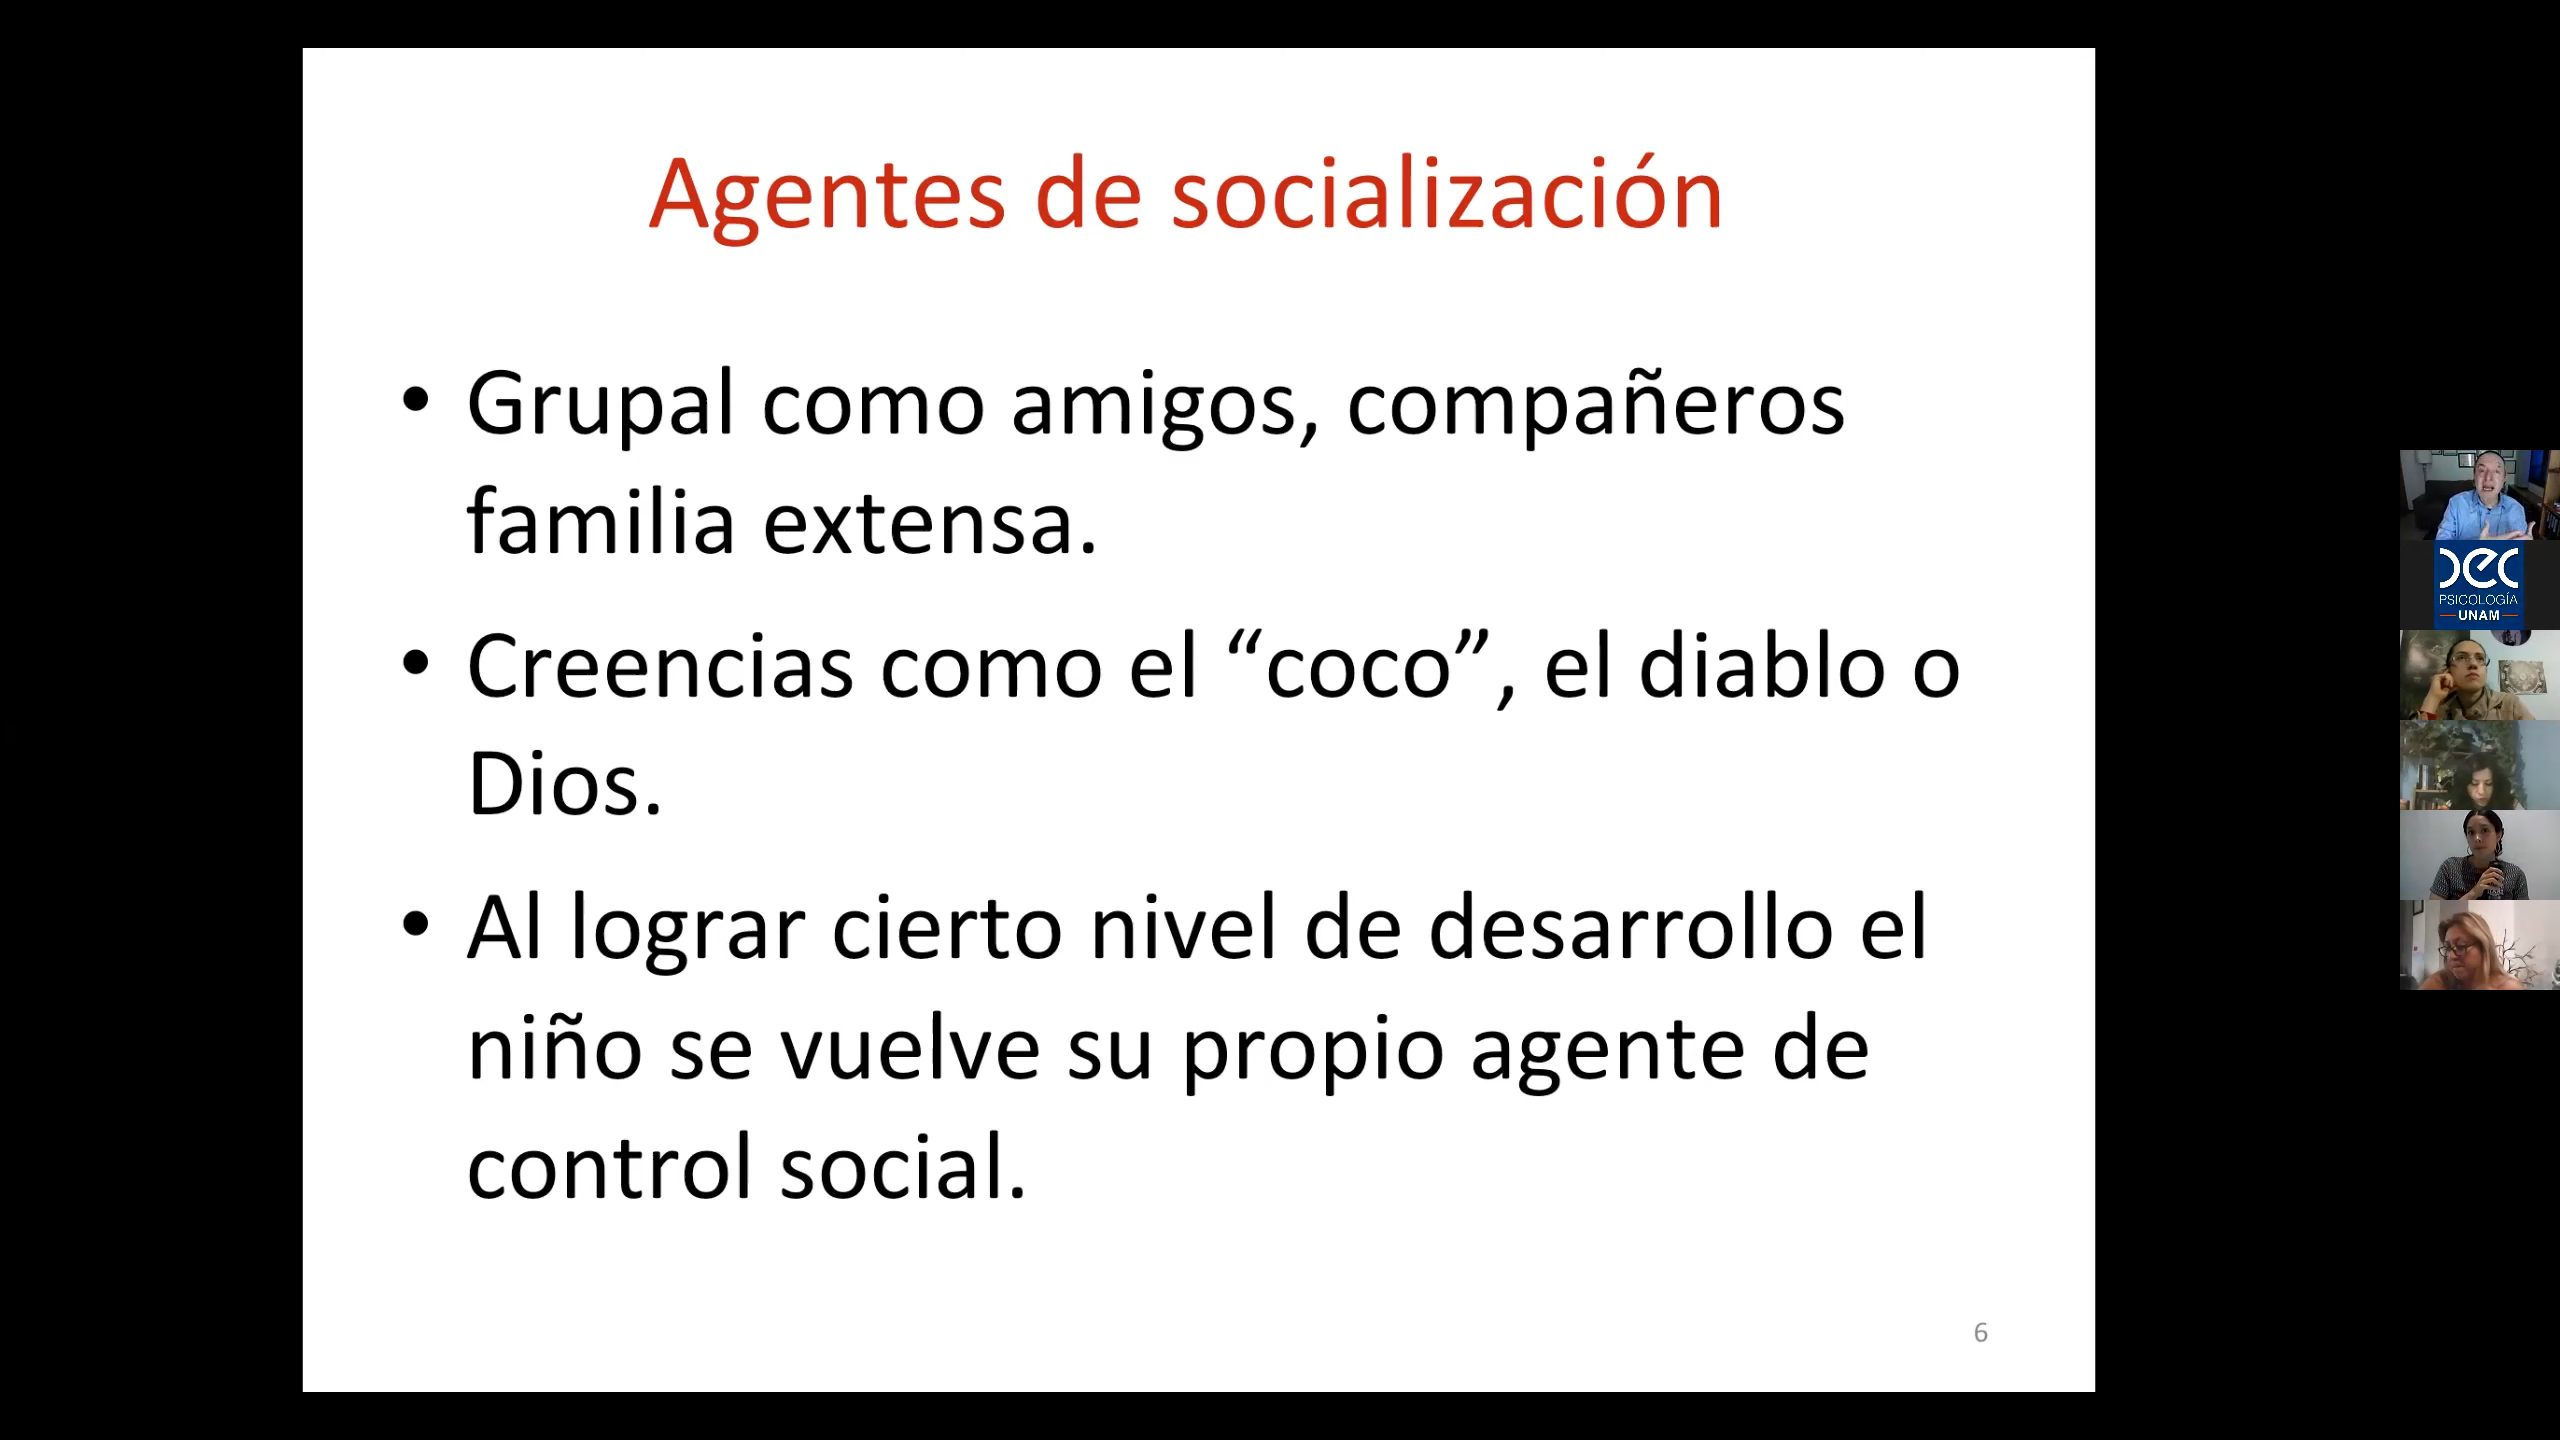 Agentes de socialización
• Grupal como amigos, compañeros
familia extensa.
• Creencias como el “coco”, el diablo o
Dios.
• Al lograr cierto nivel de desarrollo el
niño se vuelve su propio agente de
control social.
6
DEC
PSICOLOGÍA
UNAM